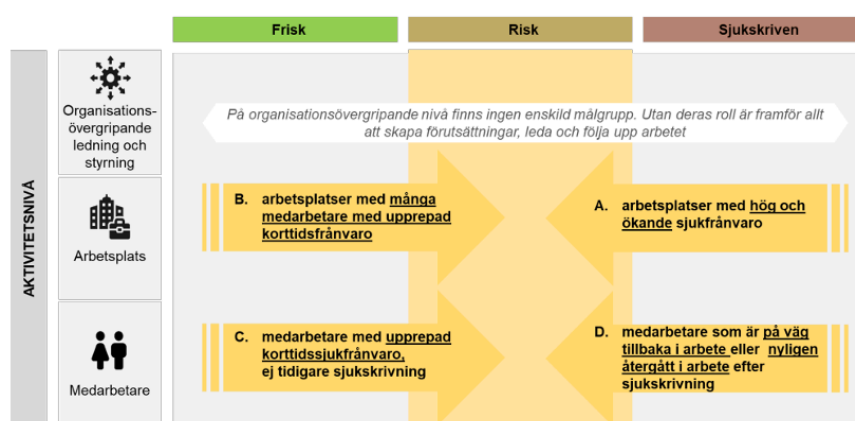 Frisk
Risk
Sjukskriven
AKTIVITETSNIVÅ
Organisations-
övergripande
ledning och
styrning
På organisationsövergripande nivå finns ingen enskild målgrupp. Utan deras roll är framför allt
att skapa förutsättningar, leda och följa upp arbetet
Arbetsplats
B. arbetsplatser med många
medarbetare med upprepad
korttidsfrånvaro
A. arbetsplatser med hög och
ökande sjukfrånvaro
Medarbetare
C. medarbetare med upprepad
korttidssjukfrånvaro,
ej tidigare sjukskrivning
D. medarbetare som är på väg
tillbaka i arbete eller nyligen
återgått i arbete efter
sjukskrivning